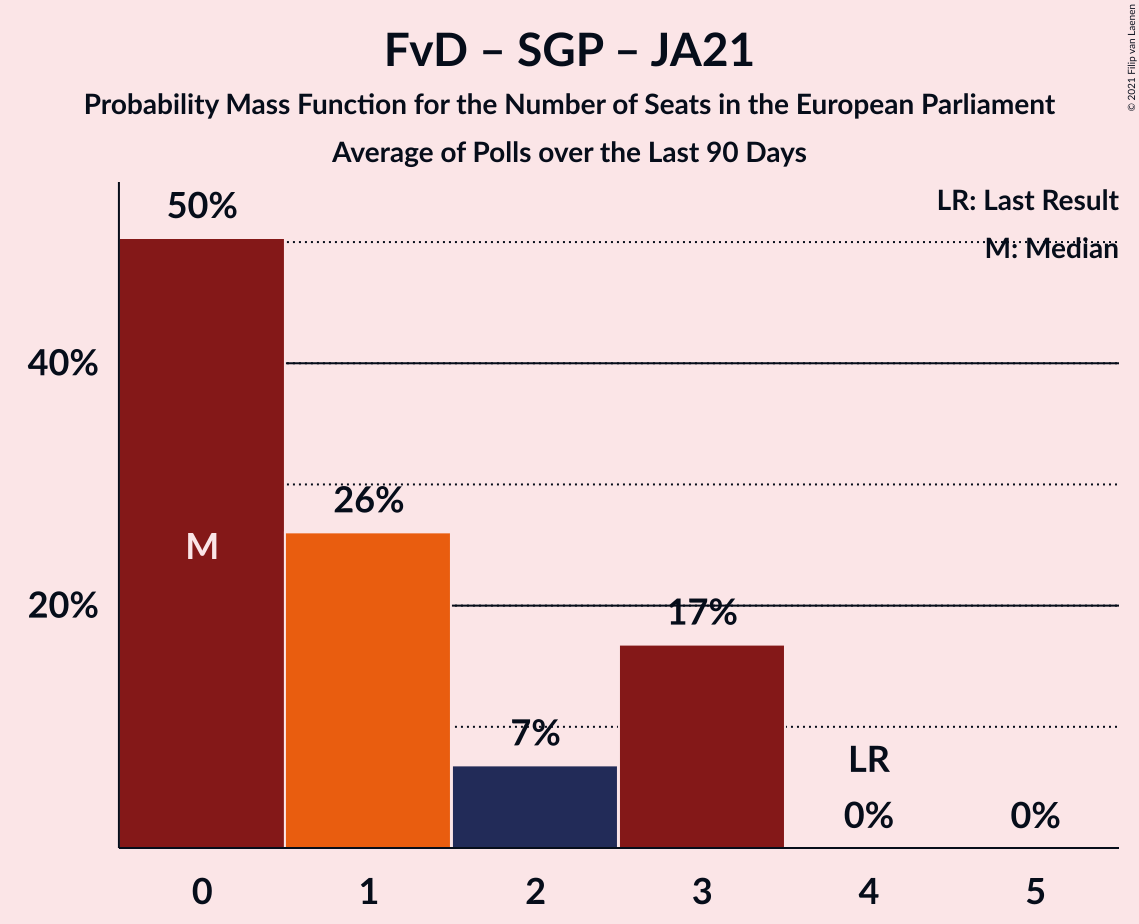 FvD – SGP – JA21
Probability Mass Function for the Number of Seats in the European Parliament
Average of Polls over the Last 90 Days
© 2021 Filip van Laenen
LR: Last Result
M: Median
50%
40%
26%
M
20%
17%
7%
LR
0%
0%
0 1 2 3 4 5